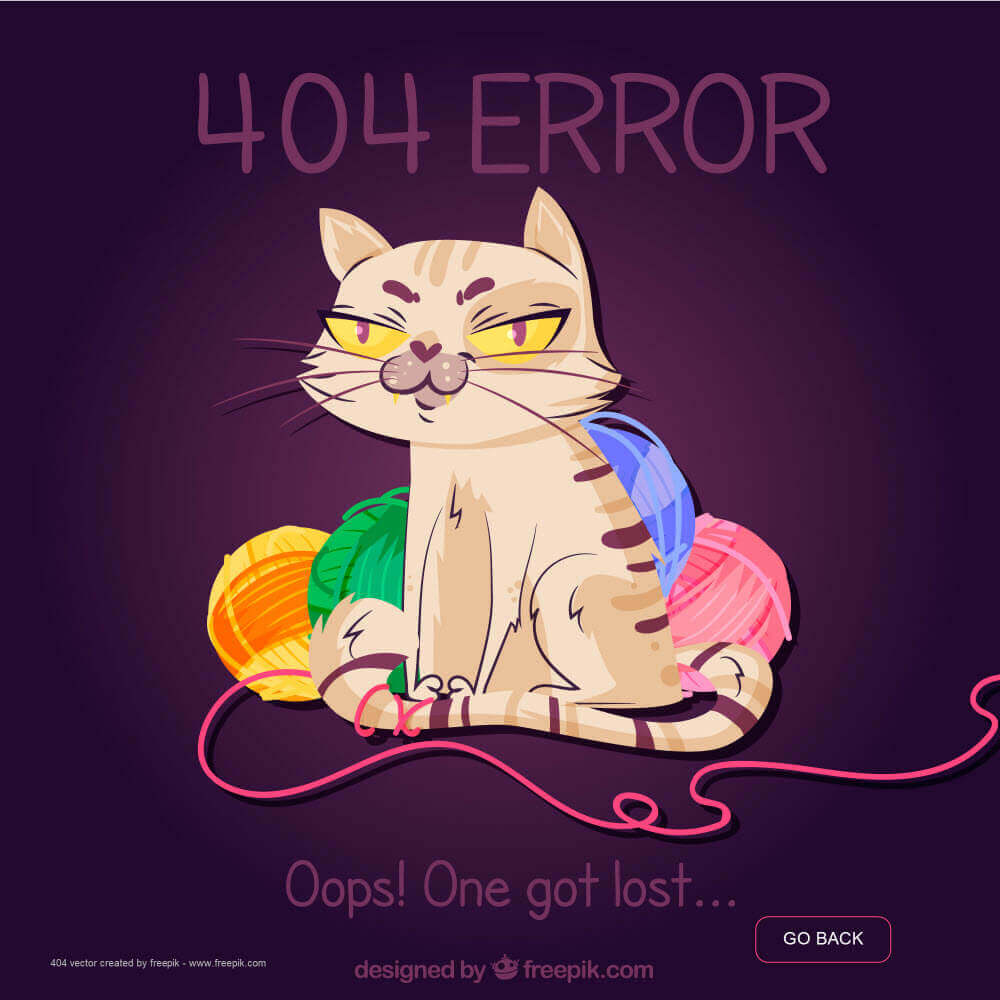 404 ERROR
Oops! One got lost...
GO BACK
404 vector created by freepik - www.freepik.com
designed by freepik.com